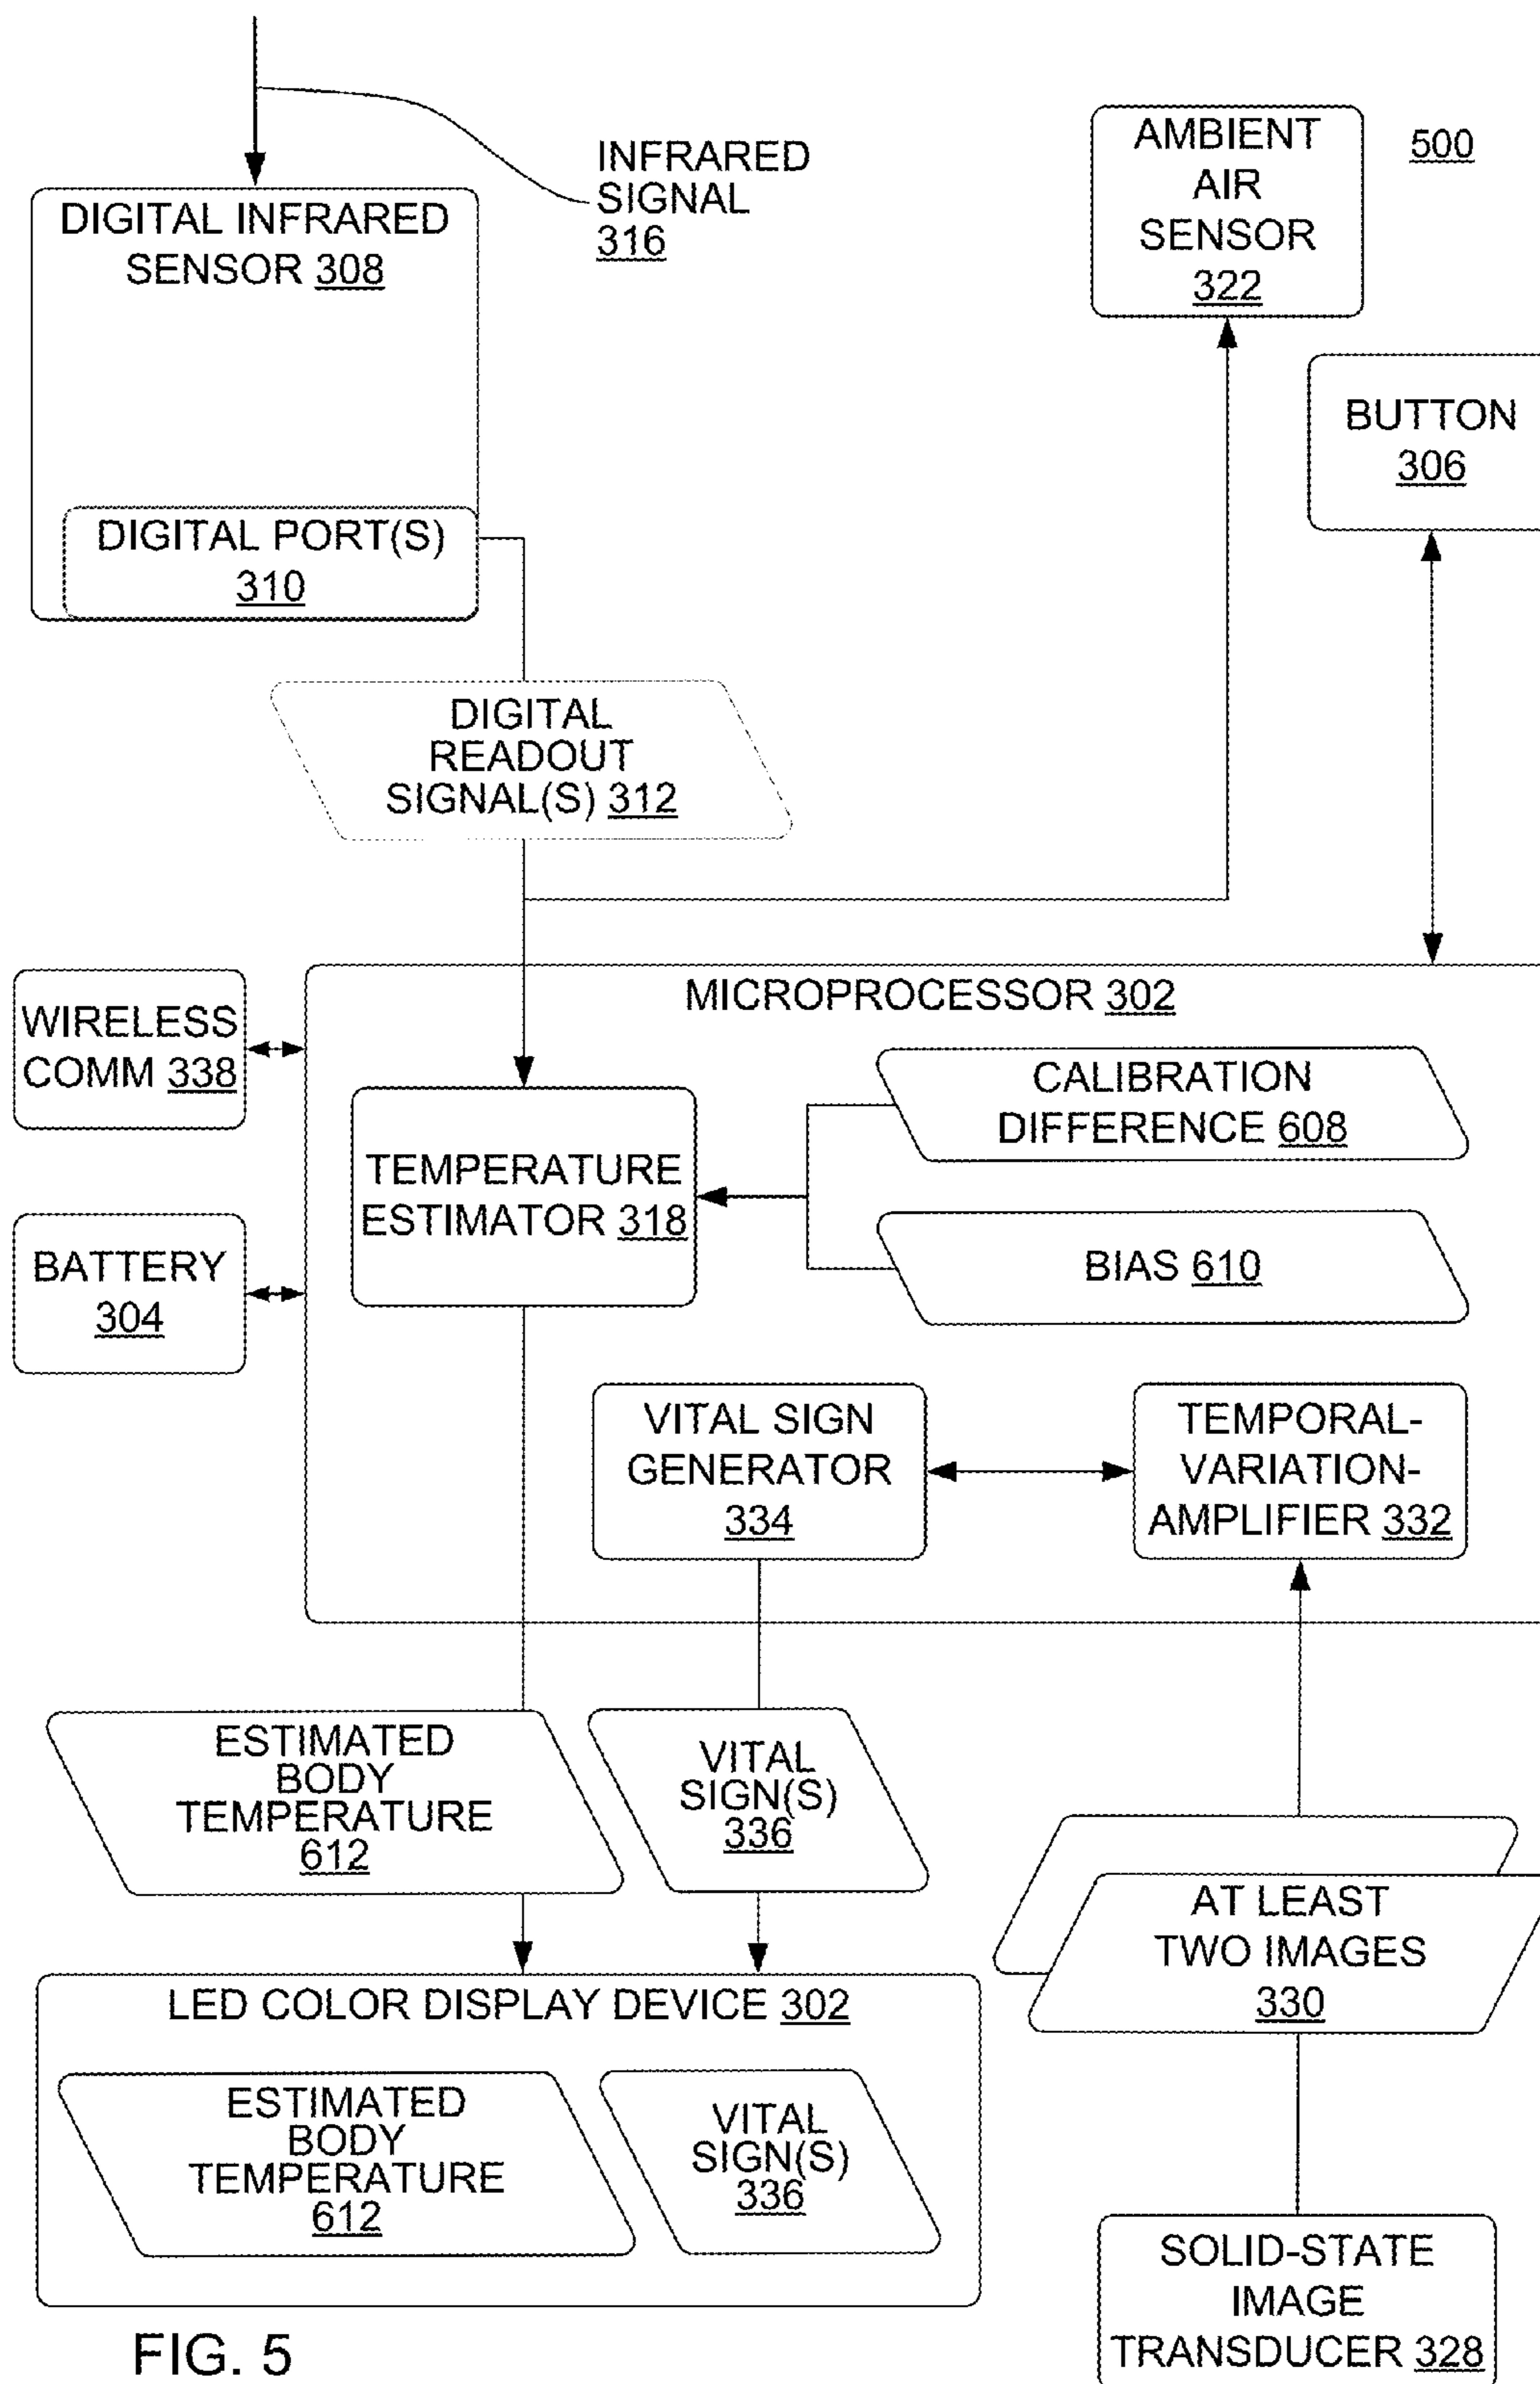 INFRARED
SIGNAL
316
DIGITAL INFRARED
SENSOR 308
AMBIENT
AIR
SENSOR
322
500
BUTTON
306
DIGITAL PORT(S)
310
DIGITAL
READOUT
SIGNAL(S) 312
MICROPROCESSOR 302
WIRELESS
COMM 338
BATTERY
304
TEMPERATURE
ESTIMATOR 318
CALIBRATION
DIFFERENCE 608
BIAS 610
VITAL SIGN
GENERATOR
334
TEMPORAL-
VARIATION-
AMPLIFIER 332
ESTIMATED
BODY
TEMPERATURE
612
VITAL
SIGN(S)
336
AT LEAST
TWO IMAGES
330
LED COLOR DISPLAY DEVICE 302
ESTIMATED
BODY
TEMPERATURE
612
VITAL
SIGN(S)
336
SOLID-STATE
IMAGE
TRANSDUCER 328
FIG. 5